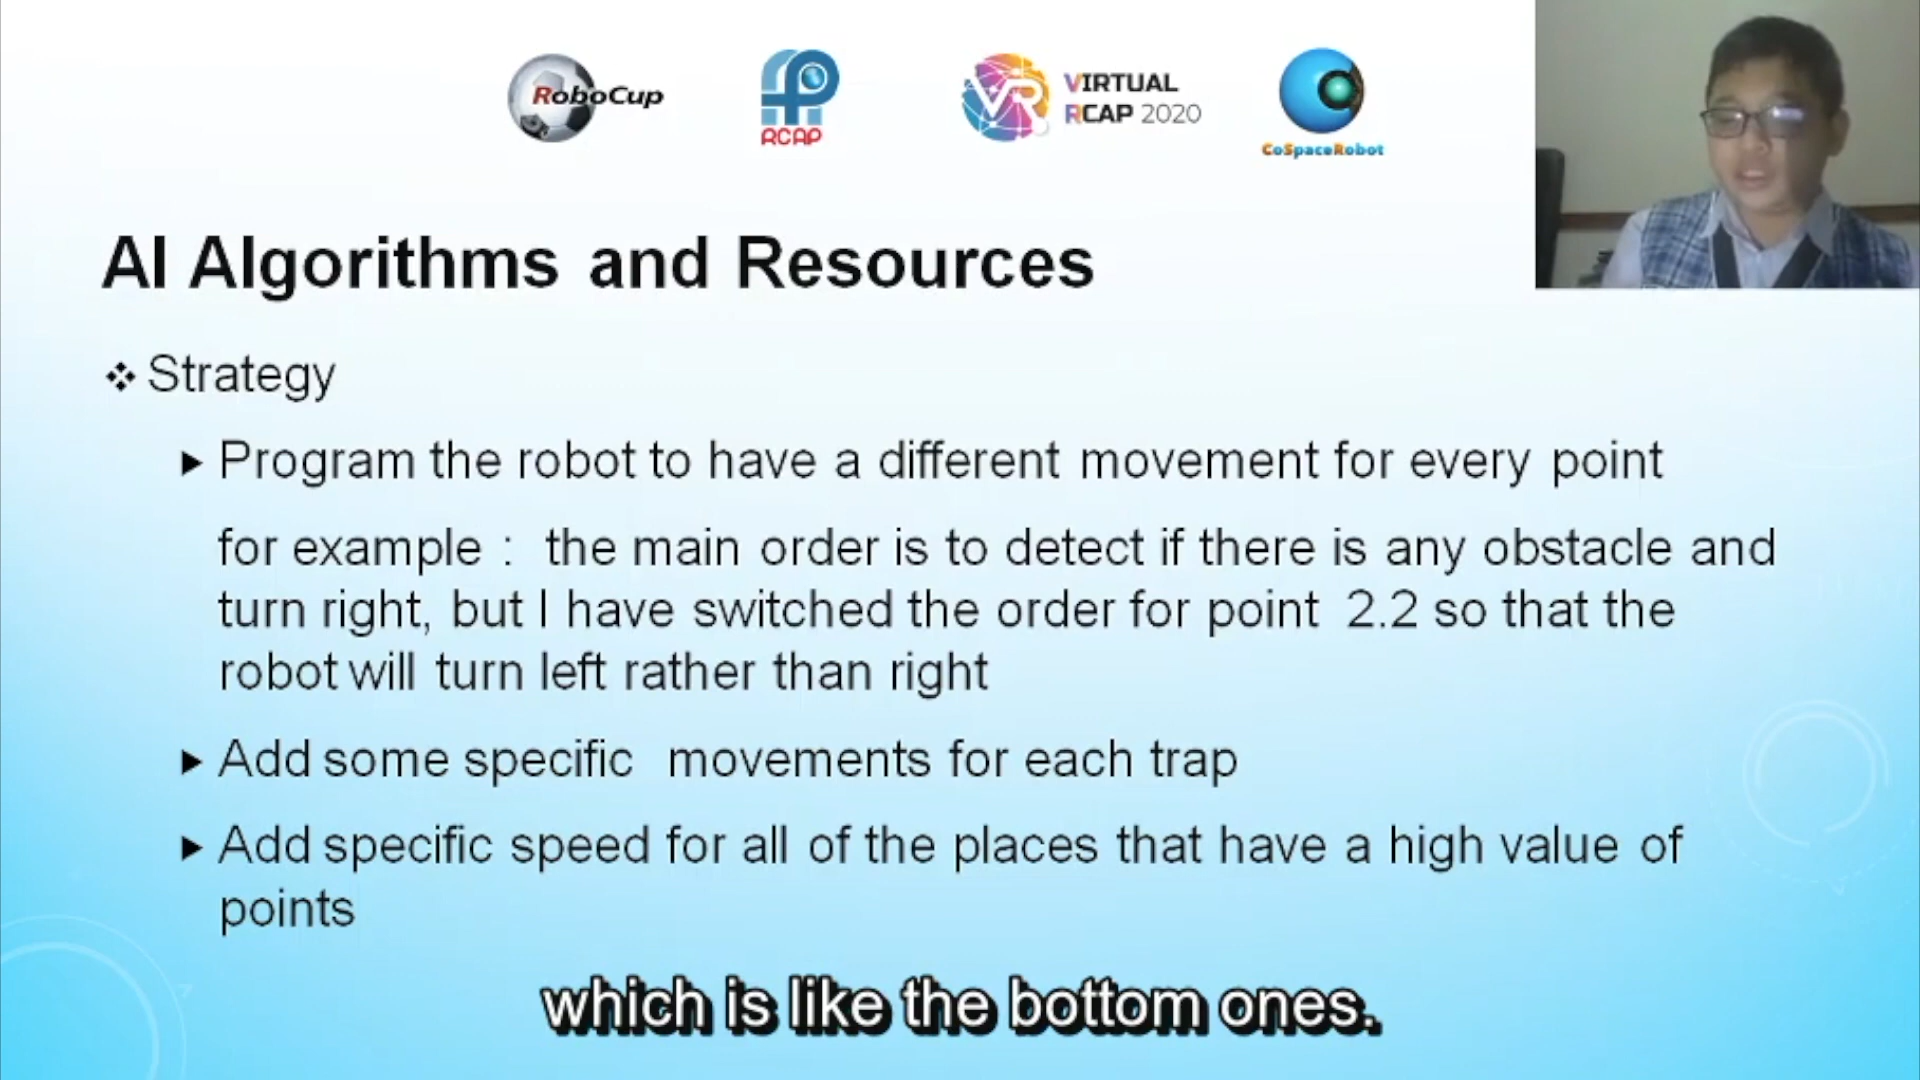 RoboCup
RCAP
VR
VIRTUAL
RCAP 2020
CoSpaceRobot
AI Algorithms and Resources
Strategy
Program the robot to have a different movement for every point
for example : the main order is to detect if there is any obstacle and
turn right, but I have switched the order for point 2.2 so that the
robot will turn left rather than right
Add some specific movements for each trap
Add specific speed for all of the places that have a high value of
points
which is like the bottom ones.